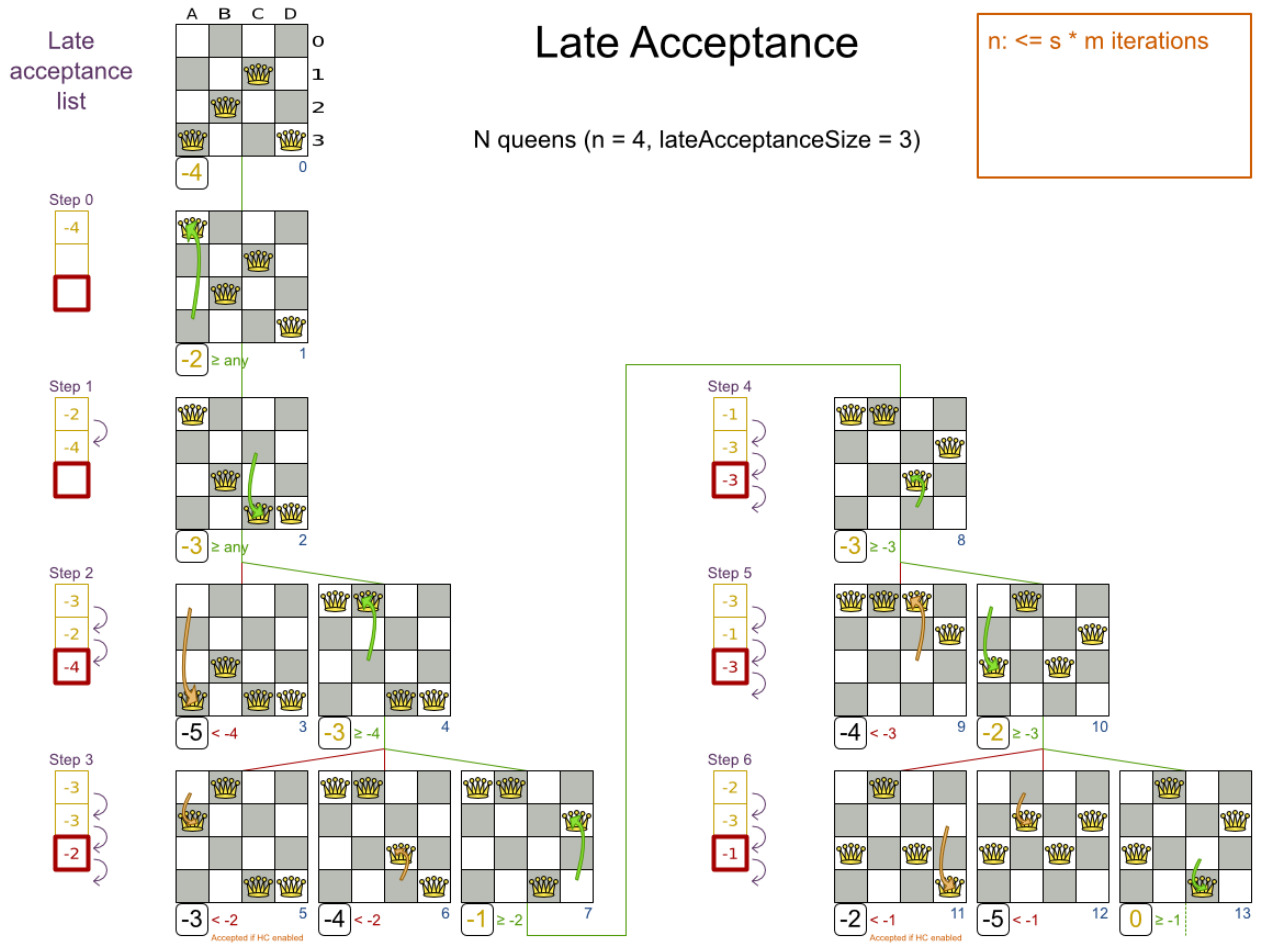 Late Acceptance
N queens (n = 4, lateAcceptanceSize = 3)
n: <= s * m iterations
Late
acceptance
list
A B C D
0
1
2
3
-4
0
Step 0
-4
-2 ≥ any
1
Step 1
-2
-4
-3 ≥ any
2
Step 2
-3
-2
-4
-5 < -4
3
-3 ≥ -4
4
Step 3
-3
-3
-2
-3 < -2
5
Accepted if HC enabled
-4 < -2
6
-1 ≥ -2
7
Step 4
-1
-3
-3
-3 ≥ -3
8
Step 5
-3
-1
-3
-4 < -3
9
-2 ≥ -3
10
Step 6
-2
-3
-1
-2 < -1
11
Accepted if HC enabled
-5 < -1
12
0 ≥ -1
13